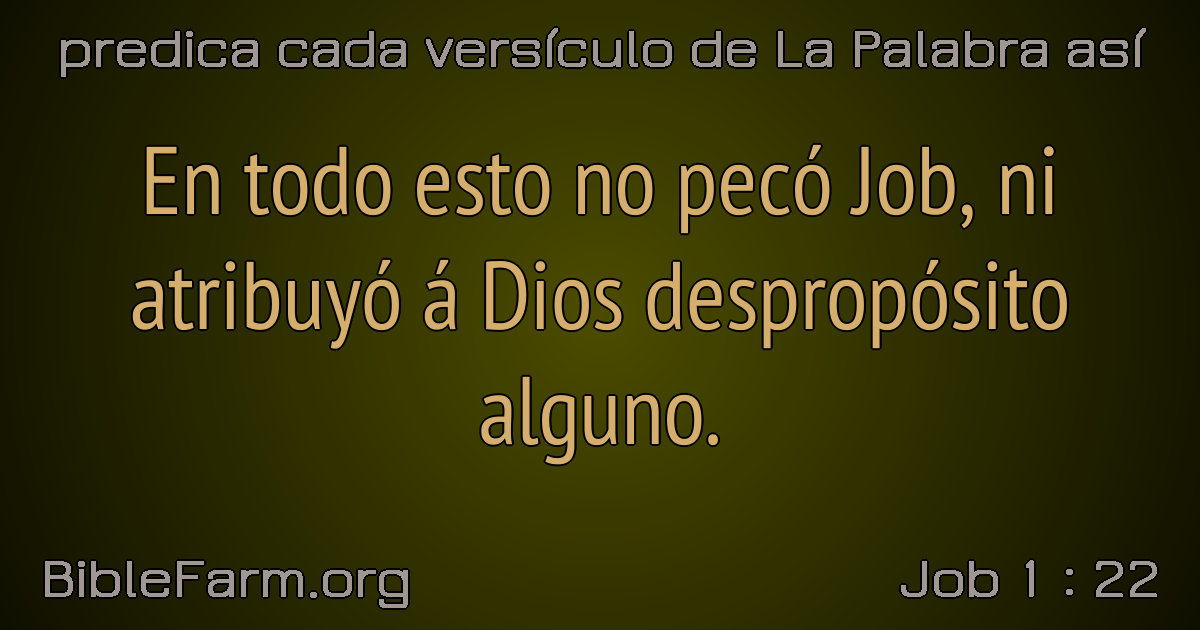 predica cada versículo de La Palabra así
En todo esto no pecó Job, ni
atribuyó á Dios despropósito
alguno.
BibleFarm.org
Job 1 : 22